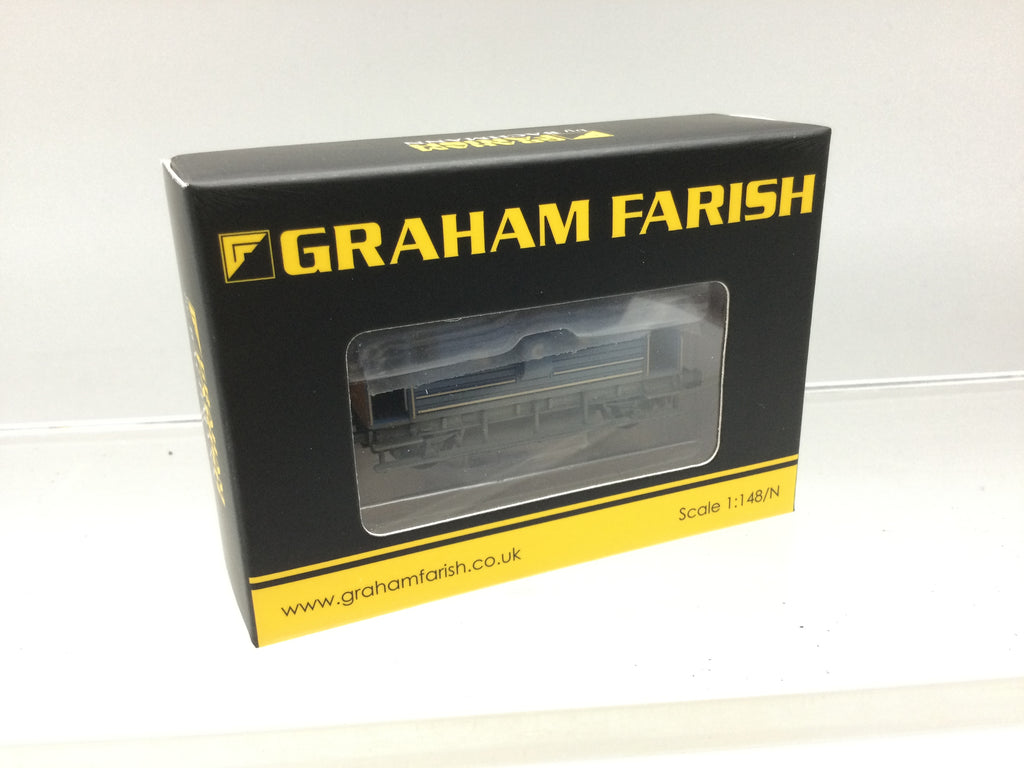 GRAHAM FARISH
www.grahamfarish.co.uk
Scale 1:148/N